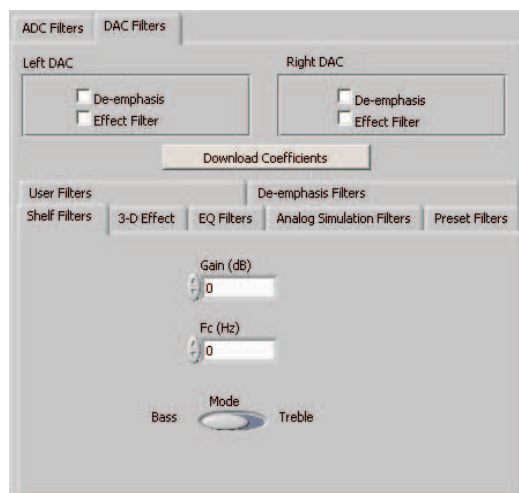 ADC Filters DAC Filters
Left DAC Right DAC
De-emphasis De-emphasis
Effect Filter Effect Filter
Download Coefficients
User Filters De-emphasis Filters
Shelf Filters 3-D Effect EQ Filters Analog Simulation Filters Preset Filters
Gain (dB)
0
Fc (Hz)
0
Mode
Bass Treble